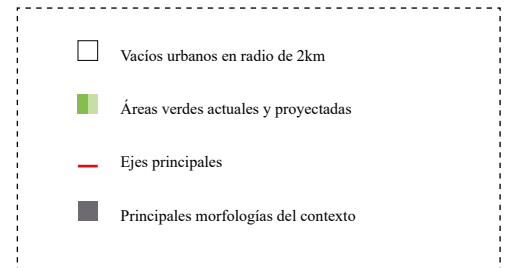 Vacíos urbanos en radio de 2km
Áreas verdes actuales y proyectadas
Ejes principales
Principales morfologías del contexto